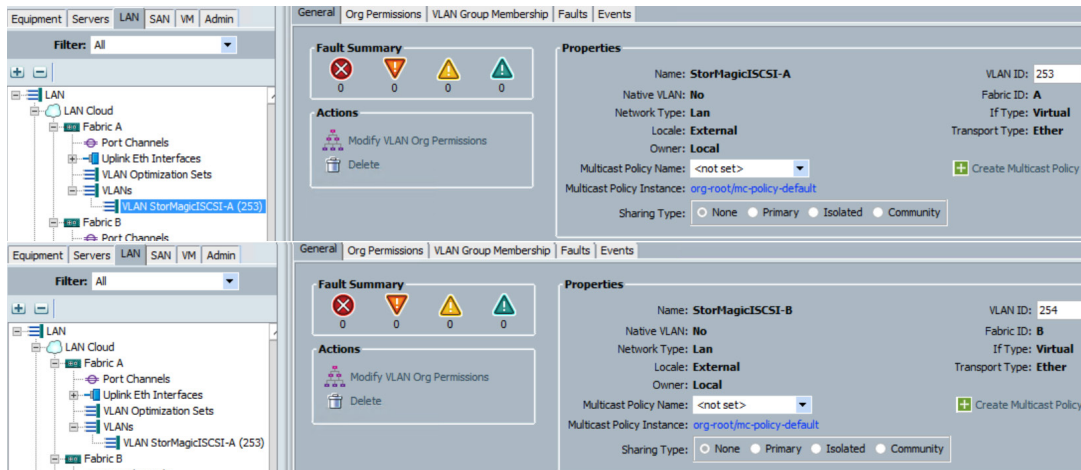 Equipment Servers LAN SAN VM Admin
Filter: All
LAN
LAN Cloud
Fabric A
Port Channels
Uplink Eth Interfaces
VLAN Optimization Sets
VLANs
VLAN StorMagicISCSI-A (253)
Fabric B
Port Channels
General Org Permissions VLAN Group Membership Faults Events
Fault Summary
0 0 0 0
Actions
Modify VLAN Org Permissions
Delete
Properties
Name: StorMagicISCSI-A VLAN ID: 253
Native VLAN: No Fabric ID: A
Network Type: Lan If Type: Virtual
Locale: External Transport Type: Ether
Owner: Local
Multicast Policy Name: <not set> Create Multicast Policy
Multicast Policy Instance: org-root/mc-policy-default
Sharing Type: None Primary Isolated Community
Equipment Servers LAN SAN VM Admin
Filter: All
LAN
LAN Cloud
Fabric A
Port Channels
Uplink Eth Interfaces
VLAN Optimization Sets
VLANs
VLAN StorMagicISCSI-A (253)
Fabric B
General Org Permissions VLAN Group Membership Faults Events
Fault Summary
0 0 0 0
Actions
Modify VLAN Org Permissions
Delete
Properties
Name: StorMagicISCSI-B VLAN ID: 254
Native VLAN: No Fabric ID: B
Network Type: Lan If Type: Virtual
Locale: External Transport Type: Ether
Owner: Local
Multicast Policy Name: <not set> Create Multicast Policy
Multicast Policy Instance: org-root/mc-policy-default
Sharing Type: None Primary Isolated Community